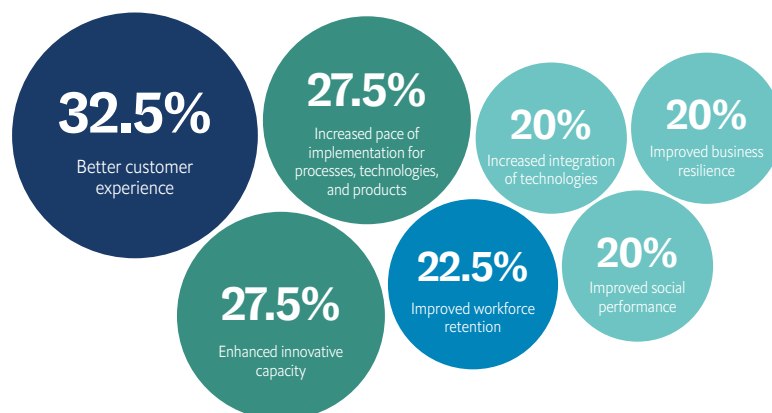 32.5%
Better customer
experience
27.5%
Increased pace of
implementation for
processes, technologies,
and products
20%
Increased integration
of technologies
20%
Improved business
resilience
27.5%
Enhanced innovative
capacity
22.5%
Improved workforce
retention
20%
Improved social
performance